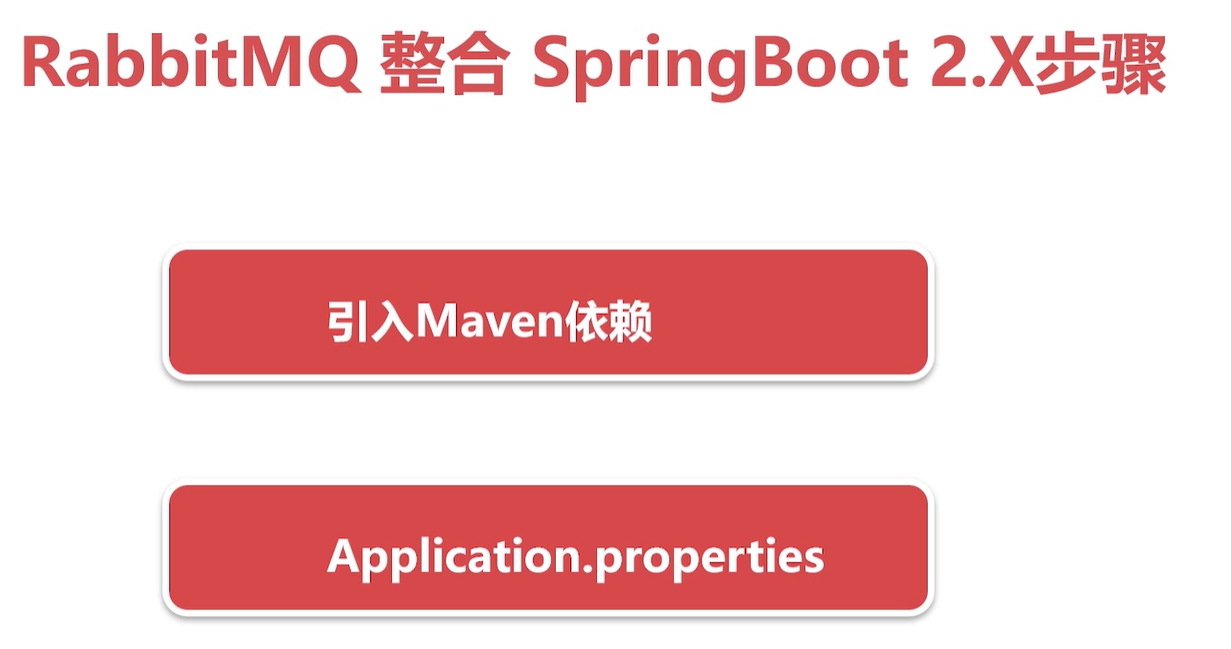 RabbitMQ 整合 SpringBoot 2.X步骤
引入Maven依赖
Application.properties